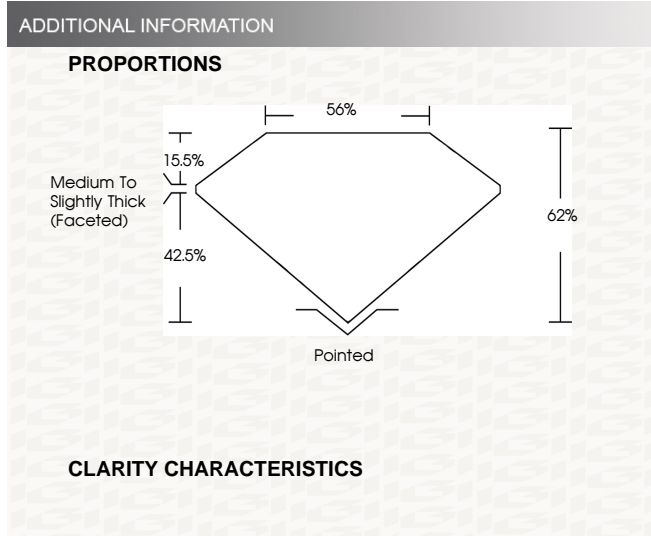 ADDITIONAL INFORMATION
PROPORTIONS
56%
15.5%
Medium To
Slightly Thick
(Faceted)
62%
42.5%
Pointed
CLARITY CHARACTERISTICS